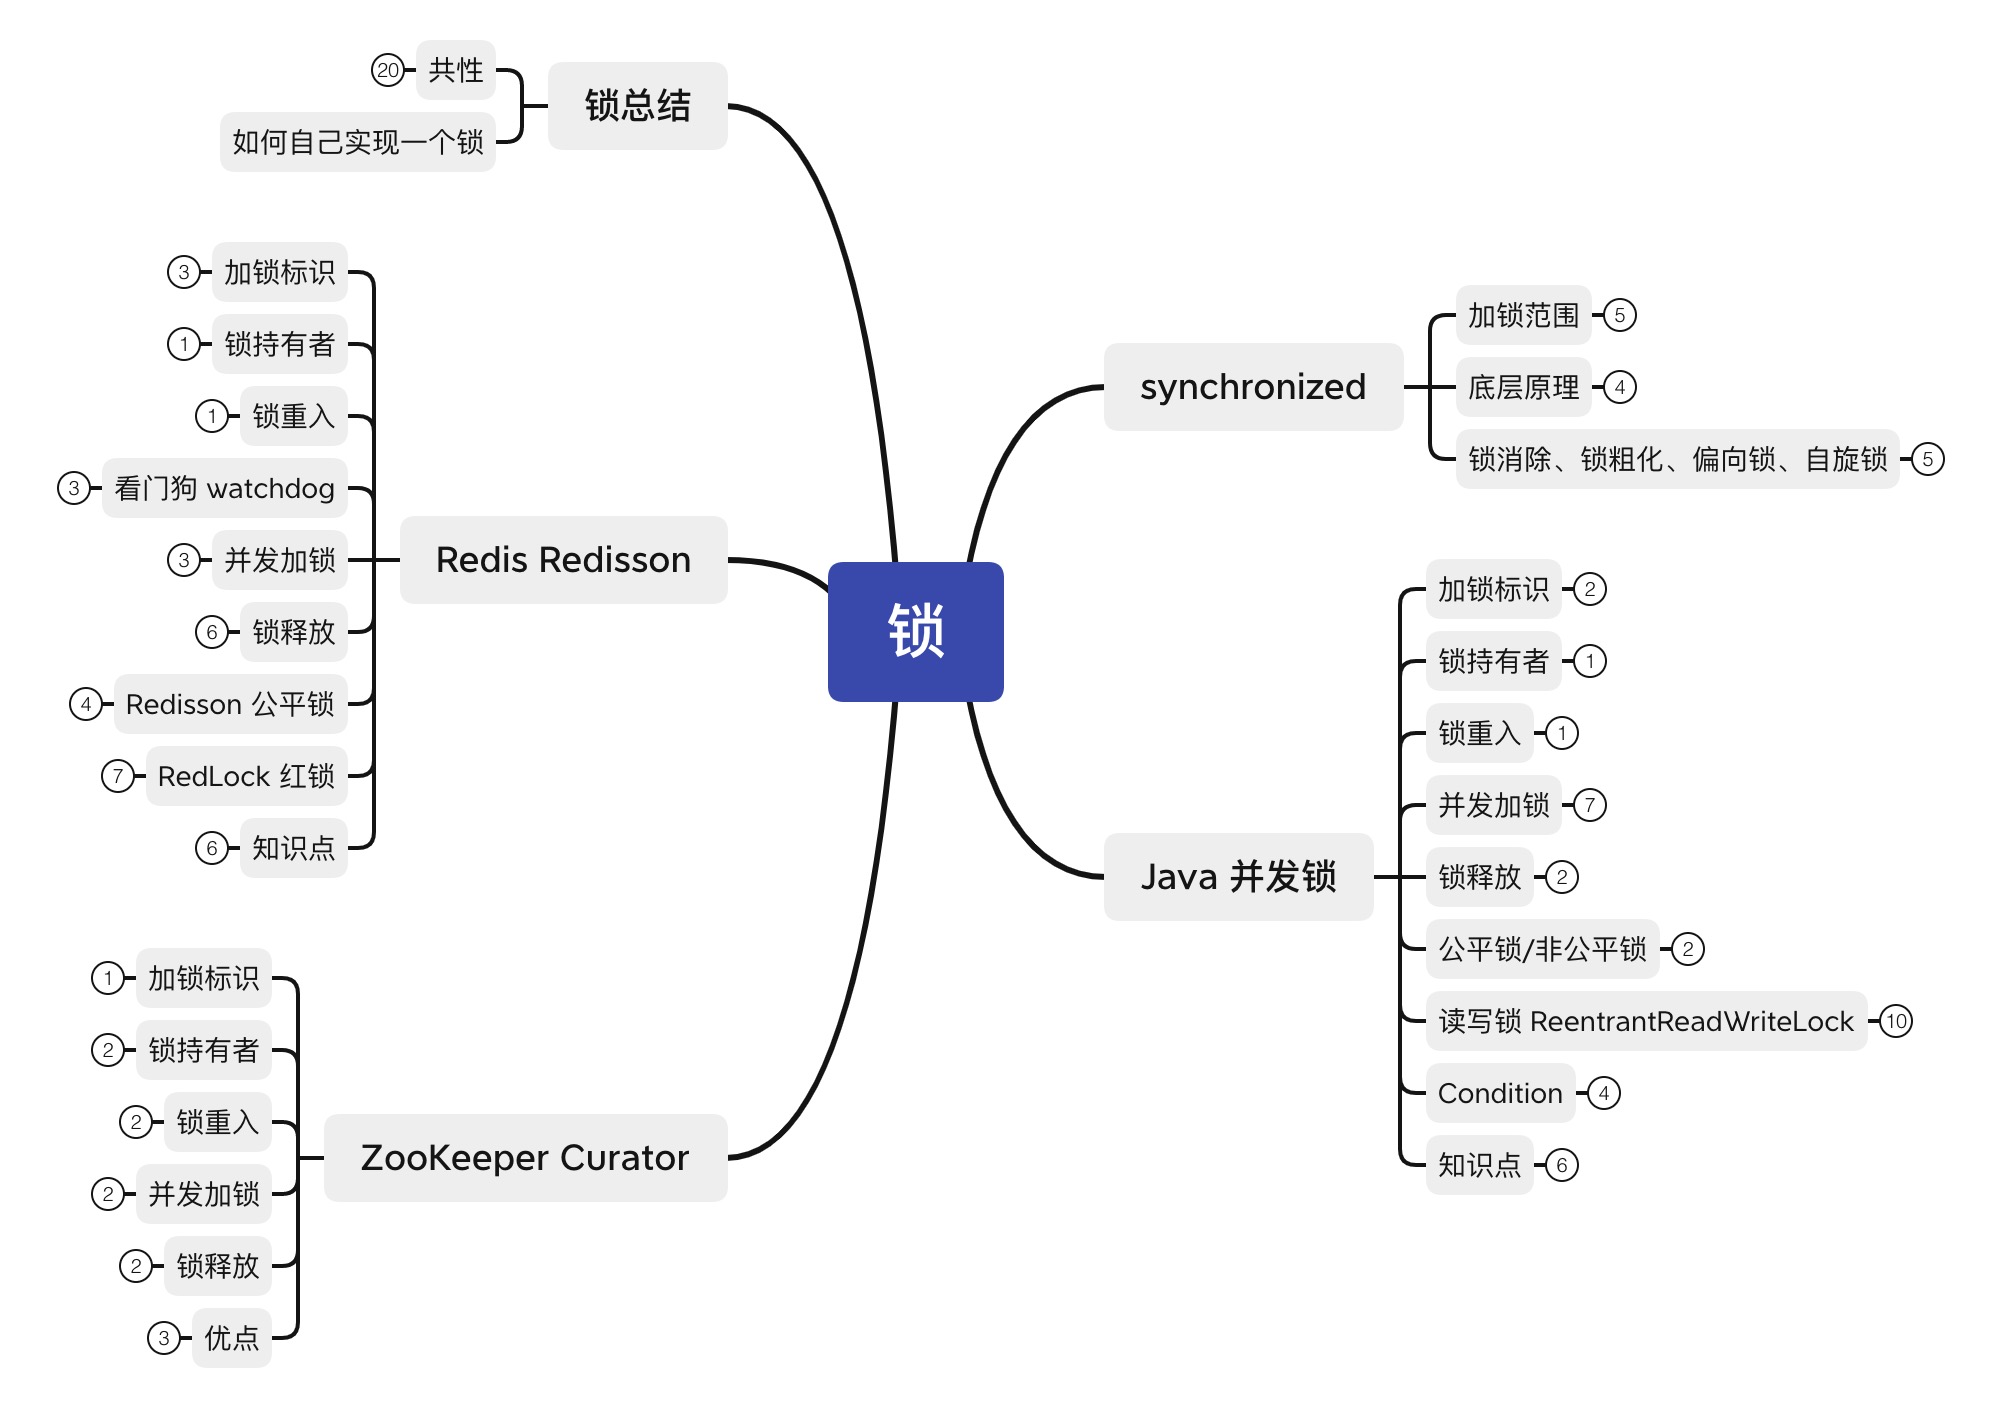 锁
锁总结
共性
20
如何自己实现一个锁
Redis Redisson
加锁标识
3
锁持有者
1
锁重入
1
看门狗 watchdog
3
并发加锁
3
锁释放
6
Redisson 公平锁
4
RedLock 红锁
7
知识点
6
ZooKeeper Curator
加锁标识
1
锁持有者
2
锁重入
2
并发加锁
2
锁释放
2
优点
3
synchronized
加锁范围
5
底层原理
4
锁消除、锁粗化、偏向锁、自旋锁
5
Java 并发锁
加锁标识
2
锁持有者
1
锁重入
1
并发加锁
7
锁释放
2
公平锁/非公平锁
2
读写锁 ReentrantReadWriteLock
10
Condition
4
知识点
6